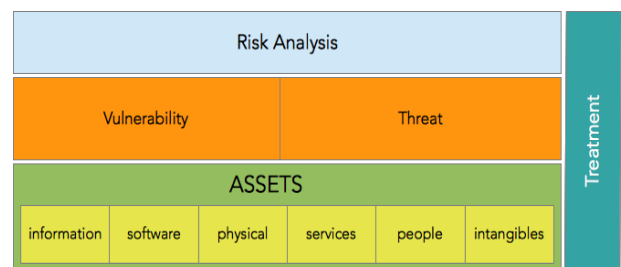 Risk Analysis
Vulnerability
Threat
ASSETS
information
software
physical
services
people
intangibles
Treatment